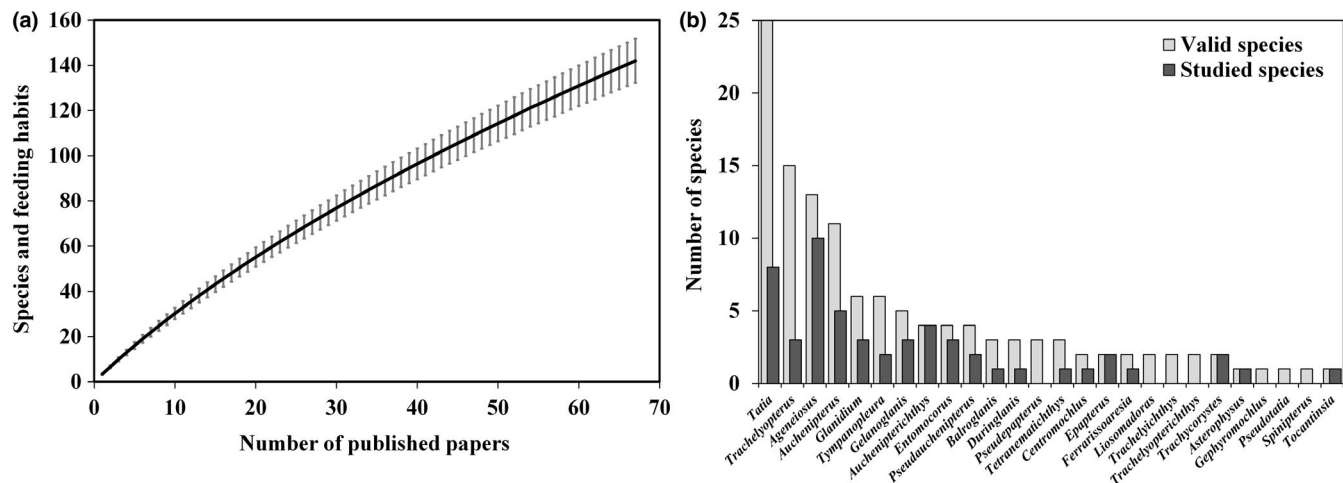 (a)
160
140
120
100
80
60
40
20
0
Species and feeding habits
0 10 20 30 40 50 60 70
Number of published papers
(b)
25
20
15
10
5
0
Number of species
Valid species
Studied species
Tatia
Trachelyopterus
Ageneiosus
Auchenipterus
Glanidium
Tympanopleura
Gelanoglanis
Auchenipterichthys
Entomocorus
Pseudauchenipterus
Balroglanis
Duringlanis
Pseudepapterus
Tetranematichthys
Centromochlus
Epapterus
Ferrarissoaresia
Liosomadoras
Trachelyichthys
Trachelyopterichthys
Trachycorystes
Asterophysus
Gephyromochlus
Pseudotatia
Spinipterus
Tocantinsia